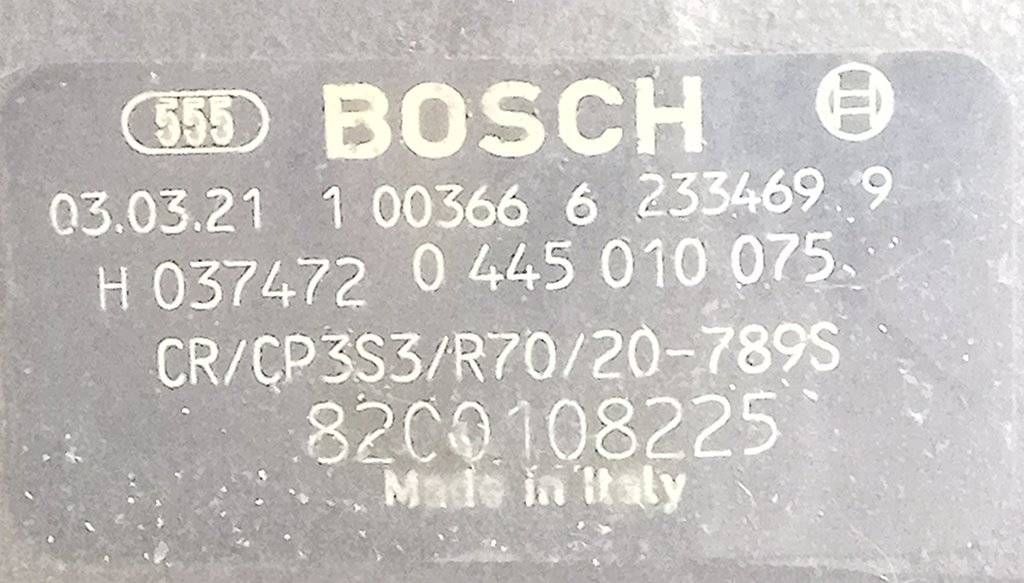 555 BOSCH
03.03.21 1 00366 6 233469 9
H 037472 0 445 010 075
CR/CP3S3/R70/20-789S
8200108225
Made in Italy